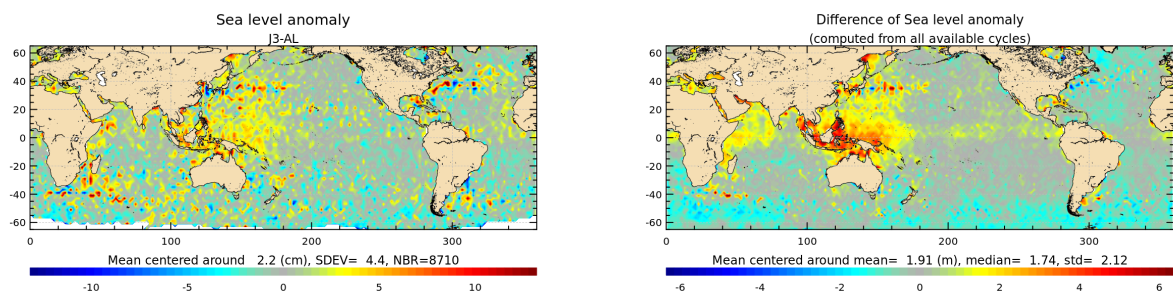 Sea level anomaly
J3-AL
60
40
20
0
-20
-40
-60
0 100 200 300
Mean centered around 2.2 (cm), SDEV= 4.4, NBR=8710
-10 -5 0 5 10
Difference of Sea level anomaly
(computed from all available cycles)
60
40
20
0
-20
-40
-60
0 100 200 300
Mean centered around mean= 1.91 (m), median= 1.74, std= 2.12
-6 -4 -2 0 2 4 6